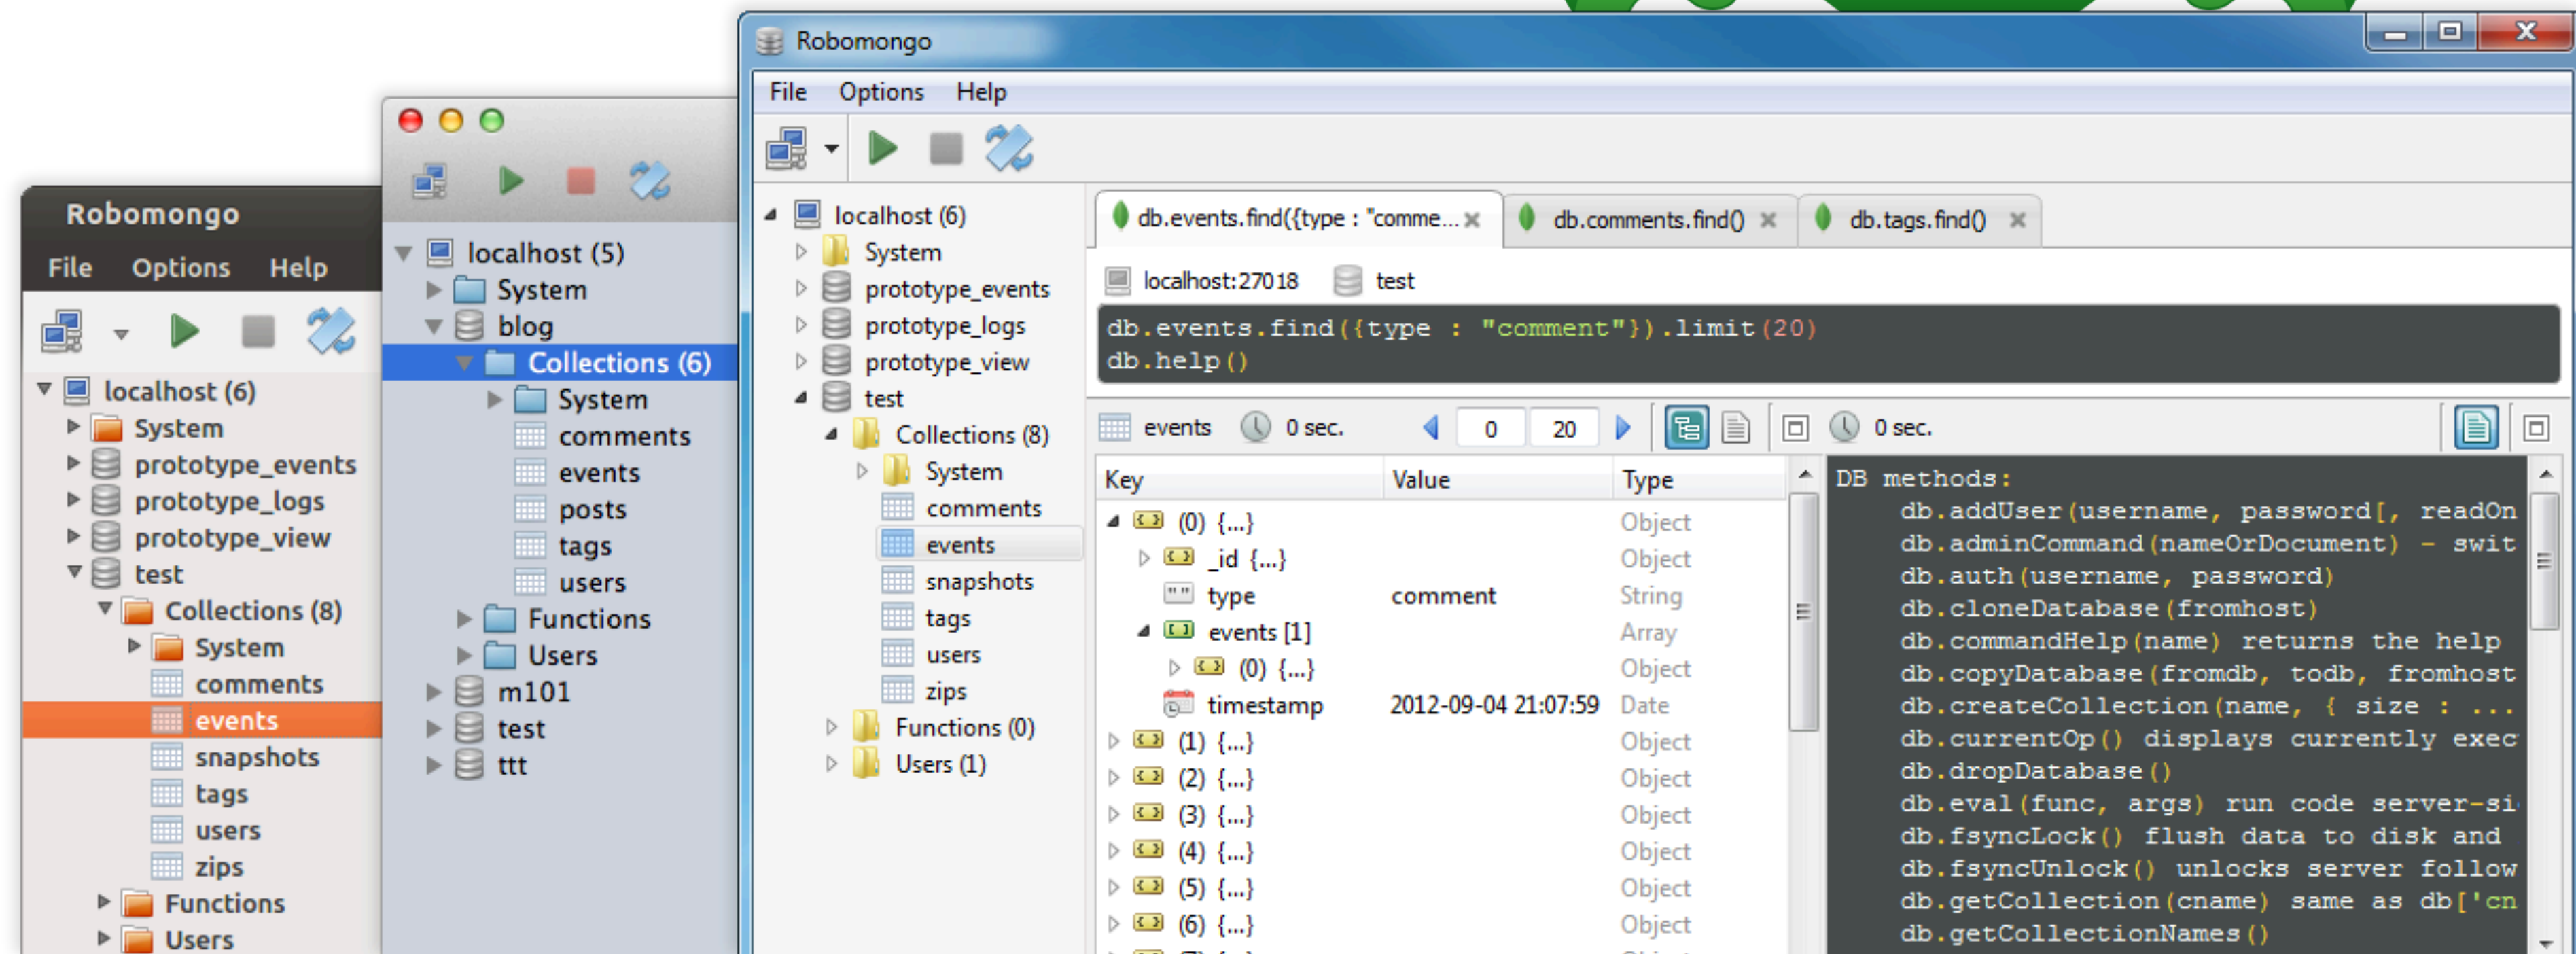 Robomongo
File Options Help
localhost (6)
System
prototype_events
prototype_logs
prototype_view
test
Collections (8)
System
comments
events
snapshots
tags
users
zips
Functions
Users
localhost (5)
System
blog
Collections (6)
System
comments
events
posts
tags
users
Functions
Users
m101
test
ttt
Robomongo
File Options Help
localhost (6)
System
prototype_events
prototype_logs
prototype_view
test
Collections (8)
System
comments
events
snapshots
tags
users
zips
Functions (0)
Users (1)
db.events.find({type : "comme... db.comments.find() db.tags.find()
localhost:27018 test
db.events.find({type : "comment"}).limit(20)
db.help()
events 0 sec. 0 20 0 sec.
Key Value Type
(0) {...} Object
_id {...} Object
type comment String
events [1] Array
(0) {...} Object
timestamp 2012-09-04 21:07:59 Date
(1) {...} Object
(2) {...} Object
(3) {...} Object
(4) {...} Object
(5) {...} Object
(6) {...} Object
DB methods:
db.addUser(username, password[, readOn
db.adminCommand(nameOrDocument) - swit
db.auth(username, password)
db.cloneDatabase(fromhost)
db.commandHelp(name) returns the help
db.copyDatabase(fromdb, todb, fromhost
db.createCollection(name, { size : ...
db.currentOp() displays currently exec
db.dropDatabase()
db.eval(func, args) run code server-si
db.fsyncLock() flush data to disk and
db.fsyncUnlock() unlocks server follow
db.getCollection(cname) same as db['cn
db.getCollectionNames()